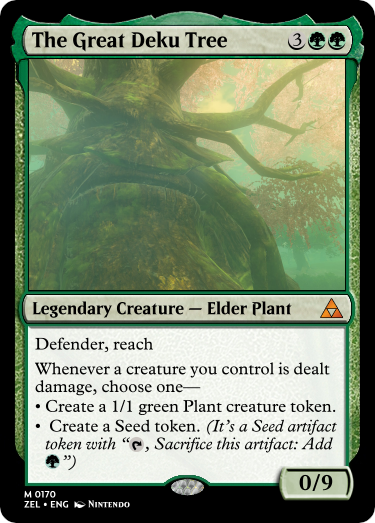 The Great Deku Tree 3
Legendary Creature — Elder Plant
Defender, reach
Whenever a creature you control is dealt
damage, choose one—
• Create a 1/1 green Plant creature token.
• Create a Seed token. (It's a Seed artifact
token with “, Sacrifice this artifact: Add
”)
0/9
M 0170
ZEL • ENG Nintendo